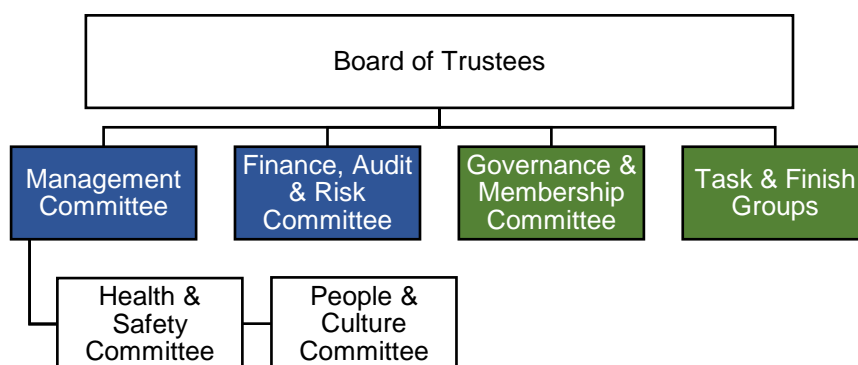 Board of Trustees
Management
Committee
Finance, Audit
& Risk
Committee
Governance &
Membership
Committee
Task & Finish
Groups
Health &
Safety
Committee
People &
Culture
Committee